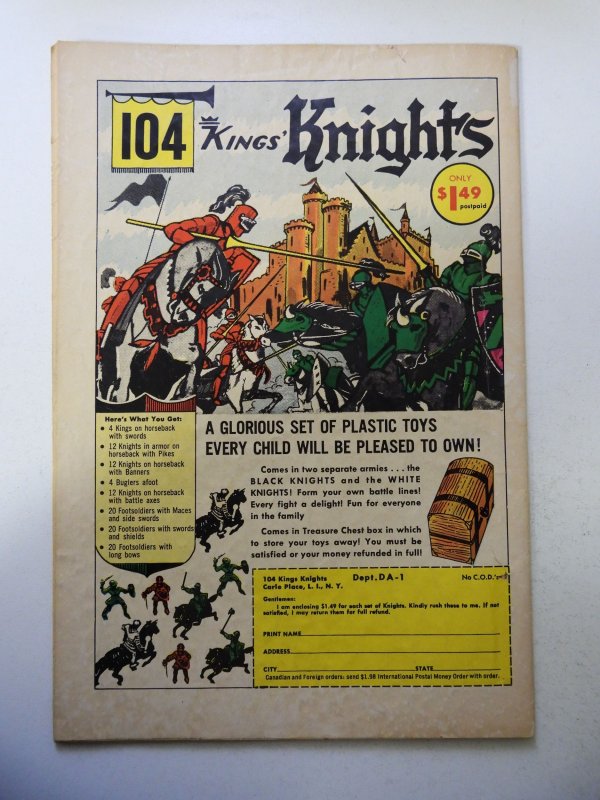 104
KINGS' Knights
ONLY
$1.49
postpaid
Here's What You Get:
• 4 Kings on horseback
with swords
• 12 Knights in armor on
horseback with Pikes
• 12 Knights on horseback
with Banners
• 4 Buglers afoot
• 12 Knights on horseback
with battle axes
• 20 Footsoldiers with Maces
and side swords
• 20 Footsoldiers with swords
and shields
• 20 Footsoldiers with
long bows
A GLORIOUS SET OF PLASTIC TOYS
EVERY CHILD WILL BE PLEASED TO OWN!
Comes in two separate armies . . . the
BLACK KNIGHTS and the WHITE
KNIGHTS! Form your own battle lines!
Every fight a delight! Fun for everyone
in the family
Comes in Treasure Chest box in which
to store your toys away! You must be
satisfied or your money refunded in full!
104 Kings Knights Dept. DA-1 No C.O.D.'s
Carle Place, L. I., N. Y.
Gentlemen:
I am enclosing $1.49 for each set of Knights. Kindly rush these to me. If not
satisfied, I may return them for full refund.
PRINT NAME
ADDRESS
CITY STATE
Canadian and Foreign orders: send $1.98 International Postal Money Order with order.